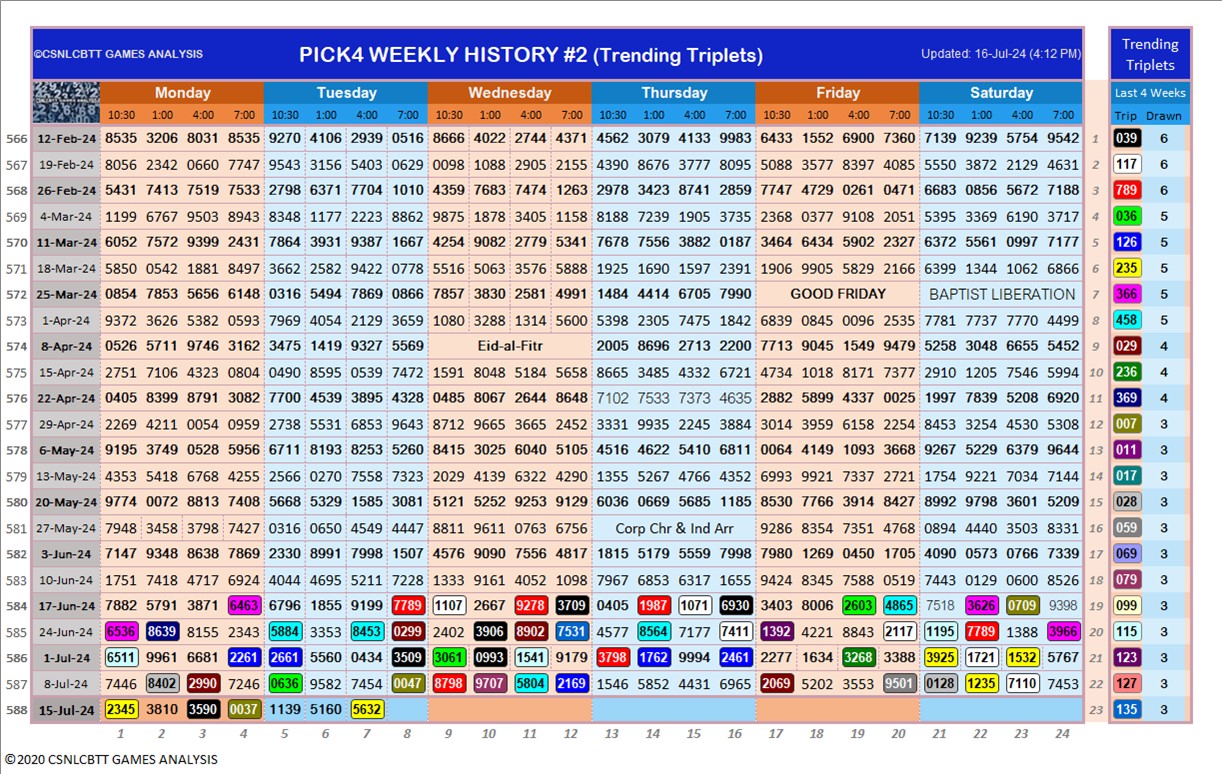 ©CSNLCBTT GAMES ANALYSIS PICK4 WEEKLY HISTORY #2 (Trending Triplets) Updated: 16-Jul-24 (4:12 PM) Trending Triplets
Monday Tuesday Wednesday Thursday Friday Saturday Last 4 Weeks
10:30 1:00 4:00 7:00 10:30 1:00 4:00 7:00 10:30 1:00 4:00 7:00 10:30 1:00 4:00 7:00 10:30 1:00 4:00 7:00 10:30 1:00 4:00 7:00 Trip Drawn
566 12-Feb-24 8535 3206 8031 8535 9270 4106 2939 0516 8666 4022 2744 4371 4562 3079 4133 9983 6433 1552 6900 7360 7139 9239 5754 9542 1 039 6
567 19-Feb-24 8056 2342 0660 7747 9543 3156 5403 0629 0098 1088 2905 2155 4390 8676 3777 8095 5088 3577 8397 4085 5550 3872 2129 4631 2 117 6
568 26-Feb-24 5431 7413 7519 7533 2798 6371 7704 1010 4359 7683 7474 1263 2978 3423 8741 2859 7747 4729 0261 0471 6683 0856 5672 7188 3 789 6
569 4-Mar-24 1199 6767 9503 8943 8348 1177 2223 8862 9875 1878 3405 1158 8188 7239 1905 3735 2368 0377 9108 2051 5395 3369 6190 3717 4 036 5
570 11-Mar-24 6052 7572 9399 2431 7864 3931 9387 1667 4254 9082 2779 5341 7678 7556 3882 0187 3464 6434 5902 2327 6372 5561 0997 7177 5 126 5
571 18-Mar-24 5850 0542 1881 8497 3662 2582 9422 0778 5516 5063 3576 5888 1925 1690 1597 2391 1906 9905 5829 2166 6399 1344 1062 6866 6 235 5
572 25-Mar-24 0854 7853 5656 6148 0316 5494 7869 0866 0857 3830 2581 4991 1484 4414 6705 7990 GOOD FRIDAY BAPTIST LIBERATION 7 366 5
573 1-Apr-24 9372 3626 5382 0593 7969 4054 2129 3659 1080 3288 1314 5600 5398 2305 7475 1842 6839 0845 0096 2535 7781 7737 7770 4499 8 458 5
574 8-Apr-24 0526 5711 9746 3162 3475 1419 9327 5569 Eid-al-Fitr 2005 8696 2713 2200 7713 9045 1549 9479 5258 3048 6655 5452 9 029 4
575 15-Apr-24 2751 7106 4323 0804 0490 8595 0539 7472 1591 8048 5184 5658 8665 3485 4332 6721 4734 1018 8171 7377 2910 1205 7546 5994 10 236 4
576 22-Apr-24 0405 8399 8791 3082 7700 4539 3895 4328 0485 8067 2644 8648 7102 7533 7373 4635 2882 5899 4337 0025 1997 7839 5208 6920 11 369 4
577 29-Apr-24 2269 4211 0054 0959 2738 5531 6853 9643 8712 9665 3665 2452 3331 9935 2245 3884 3014 3959 6158 2254 8453 3254 4530 5308 12 007 3
578 6-May-24 9195 3749 0528 5956 6711 8193 8253 5260 8415 3025 6040 5105 4516 4622 5410 6811 0064 4149 1093 3668 9267 5229 6379 9644 13 011 3
579 13-May-24 4353 5418 6768 4255 2566 0270 7558 7323 0029 4139 6322 4290 1355 5267 4766 4352 6993 9921 7337 2721 1754 9221 7034 7144 14 017 3
580 20-May-24 9774 0072 8813 7408 5668 5329 1585 3081 5121 5252 9253 9129 6036 0669 5685 1185 8530 7766 3914 8427 8992 9798 3601 5209 15 028 3
581 27-May-24 7948 3458 3798 7427 0316 0650 4549 4447 8811 9611 0763 6756 Corp Chr & Ind Arr 9286 8354 7351 4768 0894 4440 3503 8331 16 059 3
582 3-Jun-24 7147 9348 8638 7869 2330 8991 7998 1507 4576 9090 7556 4817 1815 5179 5559 7998 7980 1269 0450 1705 4090 0573 0766 7339 17 069 3
583 10-Jun-24 1751 7418 4717 6924 4044 4695 5211 7228 1333 9161 4052 1098 7967 6853 6317 1655 9424 8345 7588 0519 7443 0129 0600 8526 18 079 3
584 17-Jun-24 7882 5791 3871 6463 6796 1855 9199 7789 1107 2667 9278 3709 0405 1987 1071 6930 3403 8006 2603 4865 7518 3626 0709 9398 19 099 3
585 24-Jun-24 6536 8639 8155 2343 5884 3353 8453 0299 2402 3906 8902 7531 4577 8564 7177 7411 1392 4221 8843 2117 1195 7789 1388 3966 20 115 3
586 1-Jul-24 6511 9961 6681 2261 2661 5560 0434 3509 3061 0993 1541 9179 3798 1762 9994 2461 2277 1634 3268 3388 3925 1721 1532 5767 21 123 3
587 8-Jul-24 7446 8402 2990 7246 0636 9582 7454 0047 8798 9707 5804 2169 1546 5852 4431 5665 2069 5202 3553 9501 0128 1235 7110 7453 22 127 3
588 15-Jul-24 2345 3810 3590 0037 1139 5160 5632 23 135 3
1 2 3 4 5 6 7 8 9 10 11 12 13 14 15 16 17 18 19 20 21 22 23 24
©2020 CSNLCBTT GAMES ANALYSIS